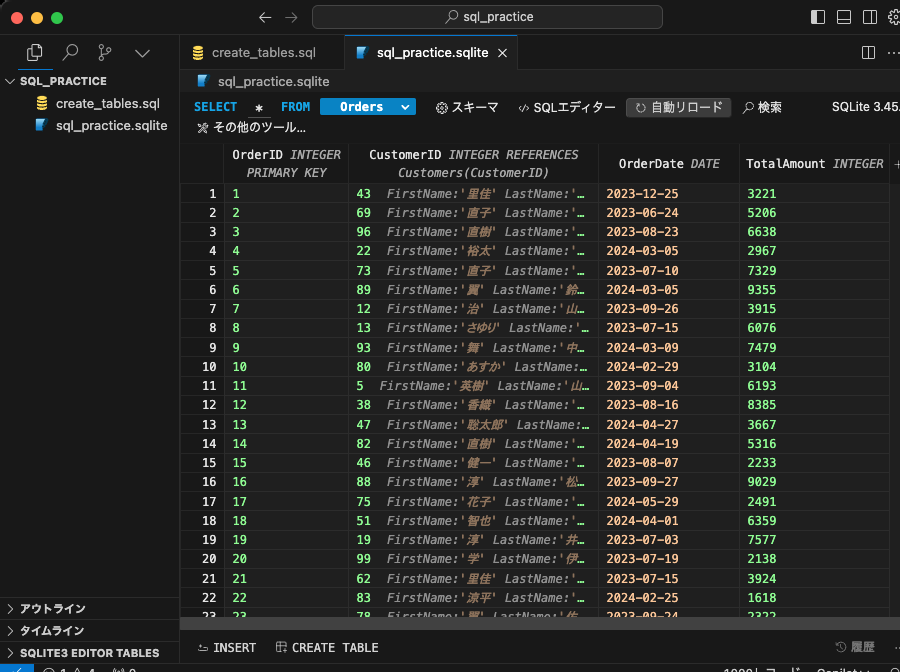 sql_practice
create_tables.sql
sql_practice.sqlite
SQL_PRACTICE
create_tables.sql
sql_practice.sqlite
sql_practice.sqlite
SELECT * FROM Orders スキーマ SQLエディター 自動リロード 検索 SQLite 3.45.
その他のツール…
OrderID INTEGER PRIMARY KEY CustomerID INTEGER REFERENCES Customers(CustomerID) OrderDate DATE TotalAmount INTEGER
1 1 43 FirstName:'里佳' LastName:'… 2023-12-25 3221
2 2 69 FirstName:'直子' LastName:'… 2023-06-24 5206
3 3 96 FirstName:'直樹' LastName:'… 2023-08-23 6638
4 4 22 FirstName:'裕太' LastName:'… 2024-03-05 2967
5 5 73 FirstName:'直子' LastName:'… 2023-07-10 7329
6 6 89 FirstName:'翼' LastName:'鈴… 2024-03-05 9355
7 7 12 FirstName:'治' LastName:'山… 2023-09-26 3915
8 8 13 FirstName:'さゆり' LastName:'… 2023-07-15 6076
9 9 93 FirstName:'舞' LastName:'中… 2024-03-09 7479
10 10 80 FirstName:'あすか' LastName:… 2024-02-29 3104
11 11 5 FirstName:'英樹' LastName:'山… 2023-09-04 6193
12 12 38 FirstName:'香織' LastName:'… 2023-08-16 8385
13 13 47 FirstName:'聡太郎' LastName:… 2024-04-27 3667
14 14 82 FirstName:'直樹' LastName:'… 2024-04-19 5316
15 15 46 FirstName:'健一' LastName:'… 2023-08-07 2233
16 16 88 FirstName:'淳' LastName:'松… 2023-09-27 9029
17 17 75 FirstName:'花子' LastName:'… 2024-05-29 2491
18 18 51 FirstName:'智也' LastName:'… 2024-04-01 6359
19 19 19 FirstName:'淳' LastName:'井… 2023-07-03 7577
20 20 99 FirstName:'学' LastName:'伊… 2023-07-19 2138
21 21 62 FirstName:'里佳' LastName:'… 2023-07-15 3924
22 22 83 FirstName:'涼平' LastName:'… 2024-02-25 1618
23 23 78 FirstName:' LastName:'佐… 2023-09-24 2322
アウトライン
タイムライン
SQLITE3 EDITOR TABLES
INSERT CREATE TABLE 履歴